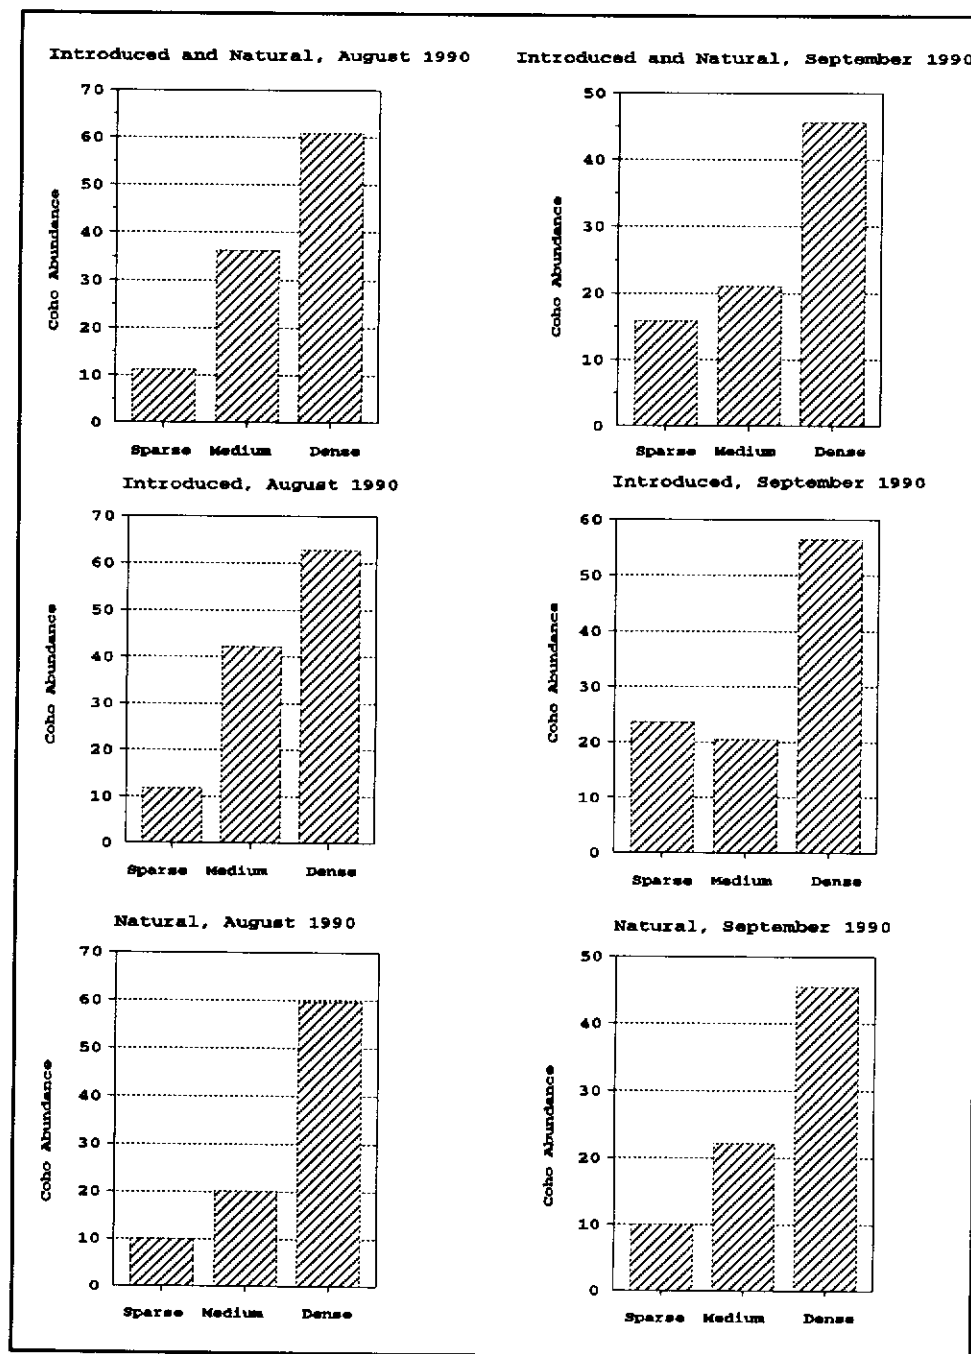 Introduced and Natural, August 1990
70
60
50
40
30
20
10
0
Coho Abundance
Sparse Medium Dense
Introduced and Natural, September 1990
50
40
30
20
10
0
Coho Abundance
Sparse Medium Dense
Introduced, August 1990
70
60
50
40
30
20
10
0
Coho Abundance
Sparse Medium Dense
Introduced, September 1990
60
50
40
30
20
10
0
Coho Abundance
Sparse Medium Dense
Natural, August 1990
70
60
50
40
30
20
10
0
Coho Abundance
Sparse Medium Dense
Natural, September 1990
50
40
30
20
10
0
Coho Abundance
Sparse Medium Dense